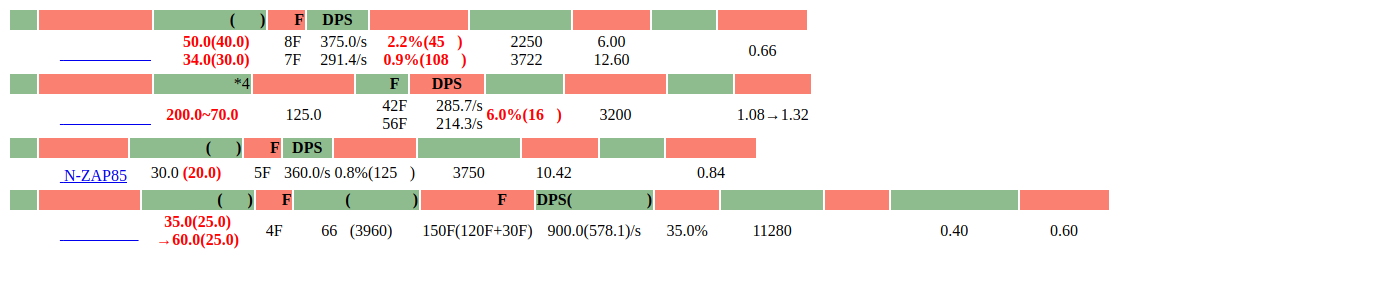 ( ) F DPS
50.0(40.0) 8F 375.0/s 2.2%(45 ) 2250 6.00 0.66
34.0(30.0) 7F 291.4/s 0.9%(108 ) 3722 12.60
*4 F DPS
200.0~70.0 125.0 42F 285.7/s 6.0%(16 ) 3200 1.08→1.32
56F 214.3/s
( ) F DPS
N-ZAP85 30.0 (20.0) 5F 360.0/s 0.8%(125 ) 3750 10.42 0.84
( ) F ( ) F DPS( )
35.0(25.0) 4F 66 (3960) 150F(120F+30F) 900.0(578.1)/s 35.0% 11280 0.40 0.60
→60.0(25.0)